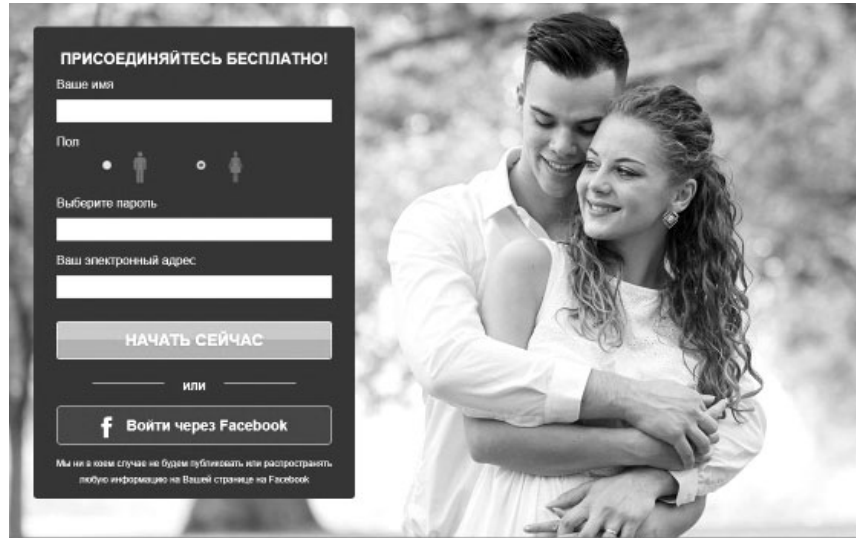 ПРИСОЕДИНЯЙТЕСЬ БЕСПЛАТНО!
Ваше имя
Пол
Выберите пароль
Ваш электронный адрес
НАЧАТЬ СЕЙЧАС
или
f Войти через Facebook
Мы ни в коем случае не будем публиковать или распространять
любую информацию на Вашей странице на Facebook